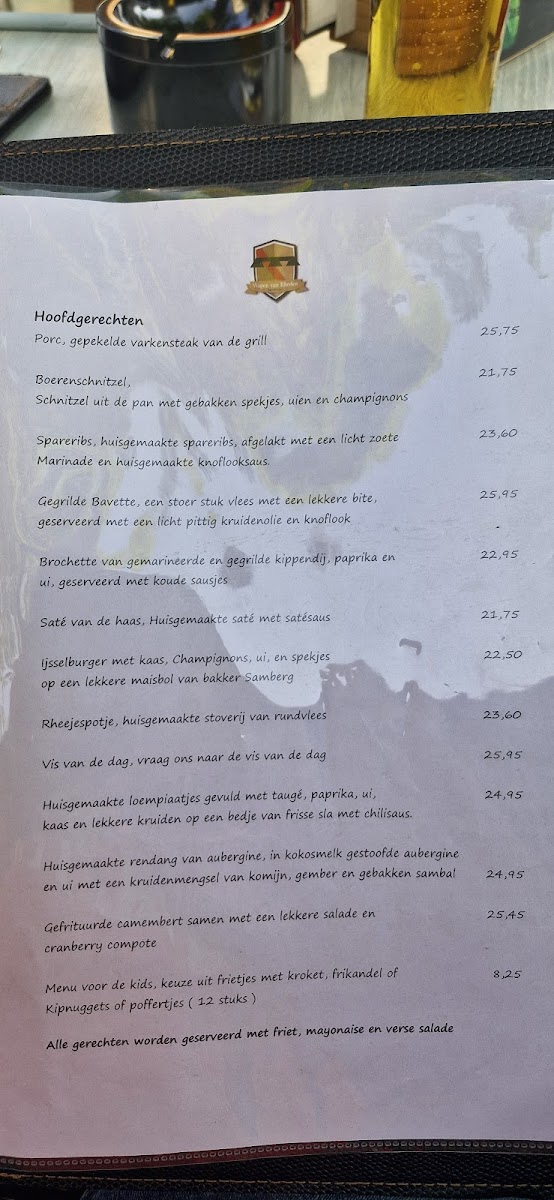 Wapen van Rheden
Hoofdgerechten
Porc, gepekelde varkensteak van de grill 25,75
Boerenschnitzel, 21,75
Schnitzel uit de pan met gebakken spekjes, uien en champignons
Spareribs, huisgemaakte spareribs, afgelakt met een licht zoete 23,60
Marinade en huisgemaakte knoflooksaus.
Gegrilde Bavette, een stoer stuk vlees met een lekkere bite, 25,95
geserveerd met een licht pittig kruidenolie en knoflook
Brochette van gemarineerde en gegrilde kippendij, paprika en 22,95
ui, geserveerd met koude sausjes
Saté van de haas, Huisgemaakte saté met satésaus 21,75
Ijsselburger met kaas, Champignons, ui, en spekjes 22,50
op een lekkere maisbol van bakker Samberg
Rheejespotje, huisgemaakte stoverij van rundvlees 23,60
Vis van de dag, vraag ons naar de vis van de dag 25,95
Huisgemaakte loempiaatjes gevuld met taugé, paprika, ui, 24,95
kaas en lekkere kruiden op een bedje van frisse sla met chilisaus.
Huisgemaakte rendang van aubergine, in kokosmelk gestoofde aubergine
en ui met een kruidenmengsel van komijn, gember en gebakken sambal 24,95
Gefrituurde camembert samen met een lekkere salade en 25,45
cranberry compote
Menu voor de kids, keuze uit frietjes met kroket, frikandel of 8,25
Kipnuggets of poffertjes ( 12 stuks )
Alle gerechten worden geserveerd met friet, mayonaise en verse salade